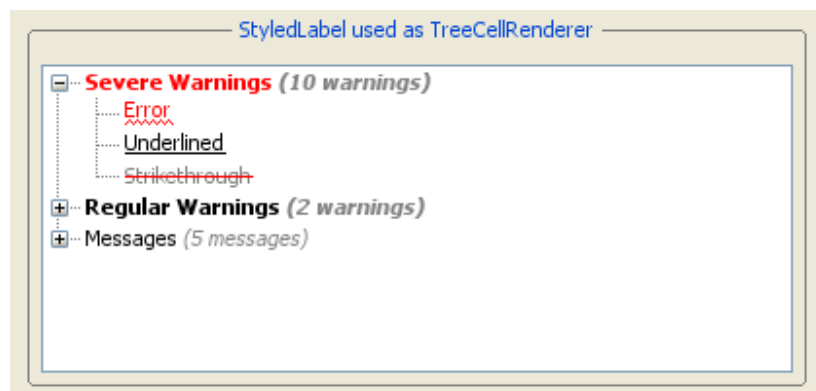 StyledLabel used as TreeCellRenderer
Severe Warnings (10 warnings)
Error
Underlined
Strikethrough
Regular Warnings (2 warnings)
Messages (5 messages)